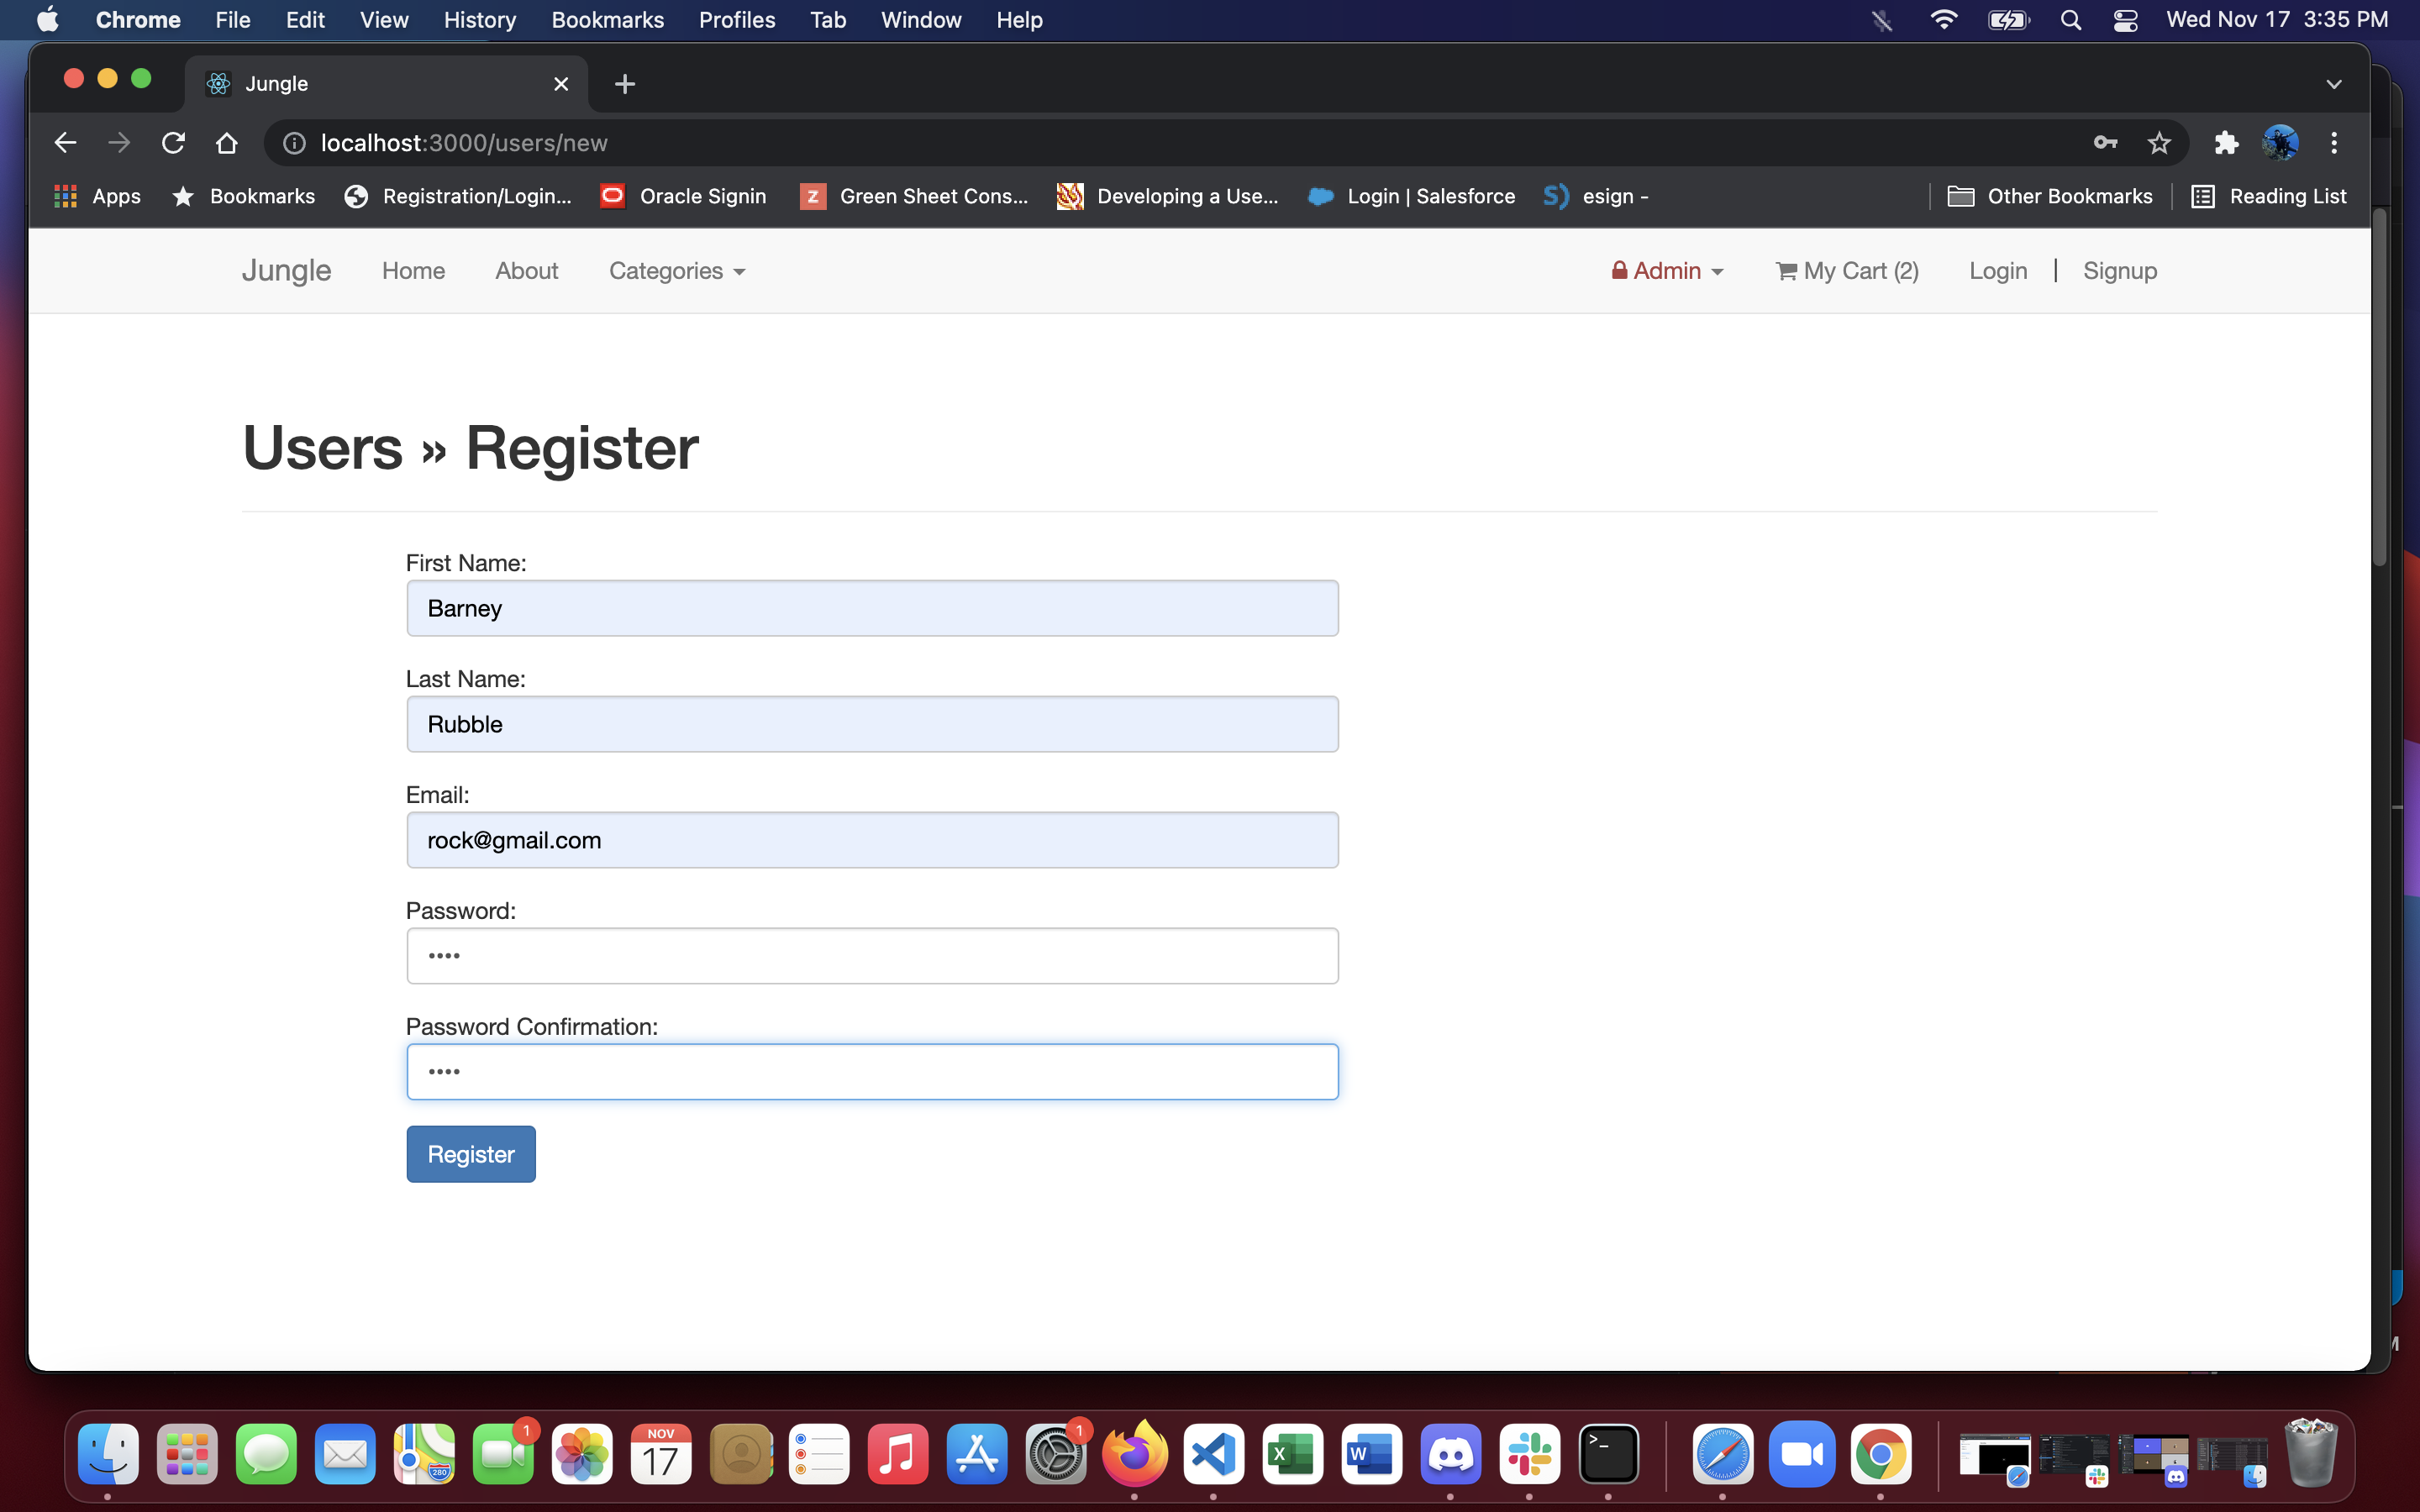 Chrome File Edit View History Bookmarks Profiles Tab Window Help Wed Nov 17 3:35 PM
Jungle
localhost:3000/users/new
Apps Bookmarks Registration/Login... Oracle Signin Z Green Sheet Cons... Developing a Use... Login | Salesforce esign - Other Bookmarks Reading List
Jungle Home About Categories Admin My Cart (2) Login | Signup
Users » Register
First Name:
Barney
Last Name:
Rubble
Email:
rock@gmail.com
Password:
••••
Password Confirmation:
••••
Register
280 1 NOV 17 1 X W >_